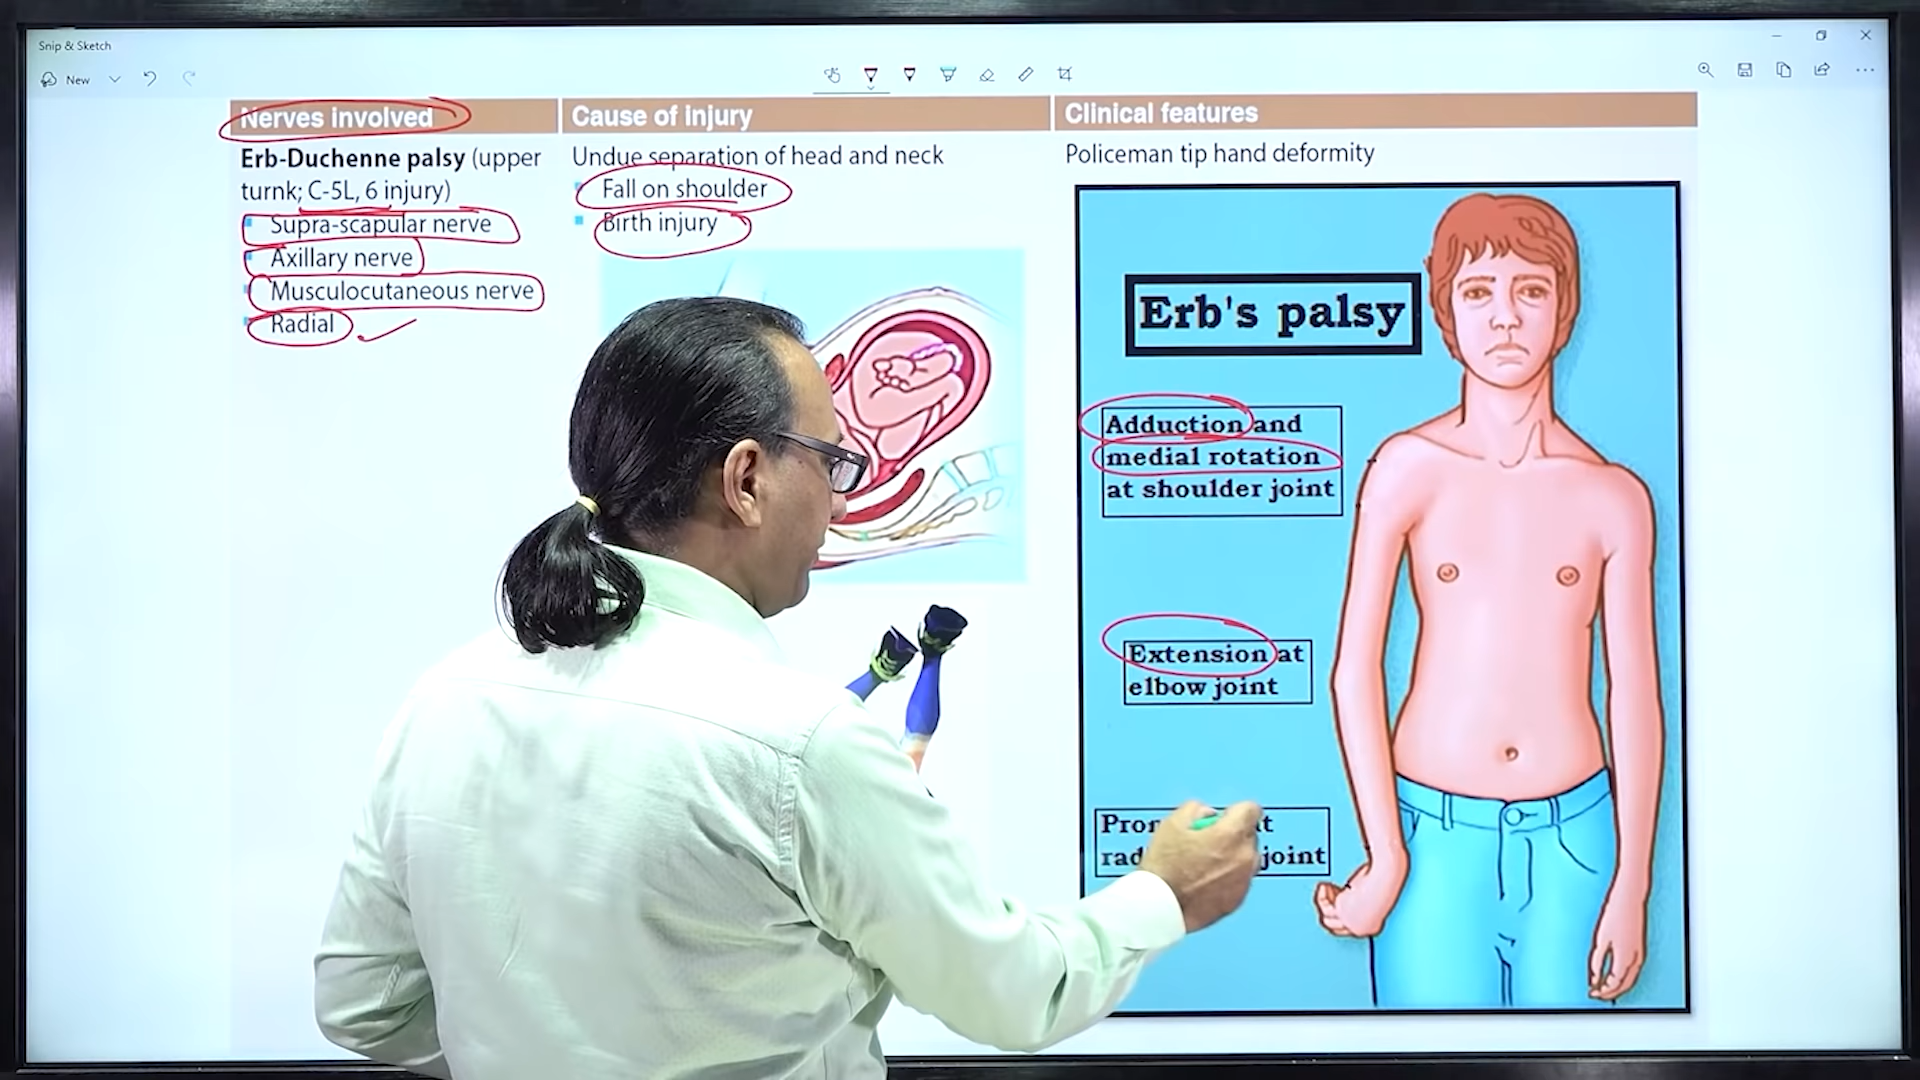 Snip & Sketch
New
Nerves involved
Cause of injury
Clinical features
Erb-Duchenne palsy (upper
turnk; C-5L, 6 injury)
Supra-scapular nerve
Axillary nerve
Musculocutaneous nerve
Radial
Undue separation of head and neck
Fall on shoulder
Birth injury
Policeman tip hand deformity
Erb's palsy
Adduction and
medial rotation
at shoulder joint
Extension at
elbow joint
joint